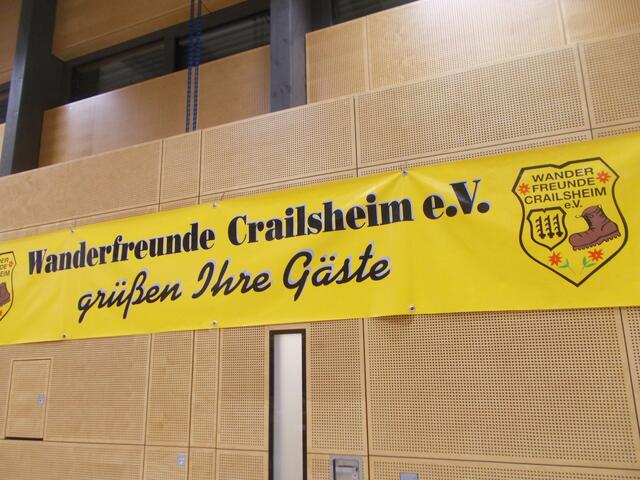 Wanderfreunde Crailsheim e.V.
grüßen Ihre Gäste
WANDER
FREUNDE
CRAILSHEIM
e.V.